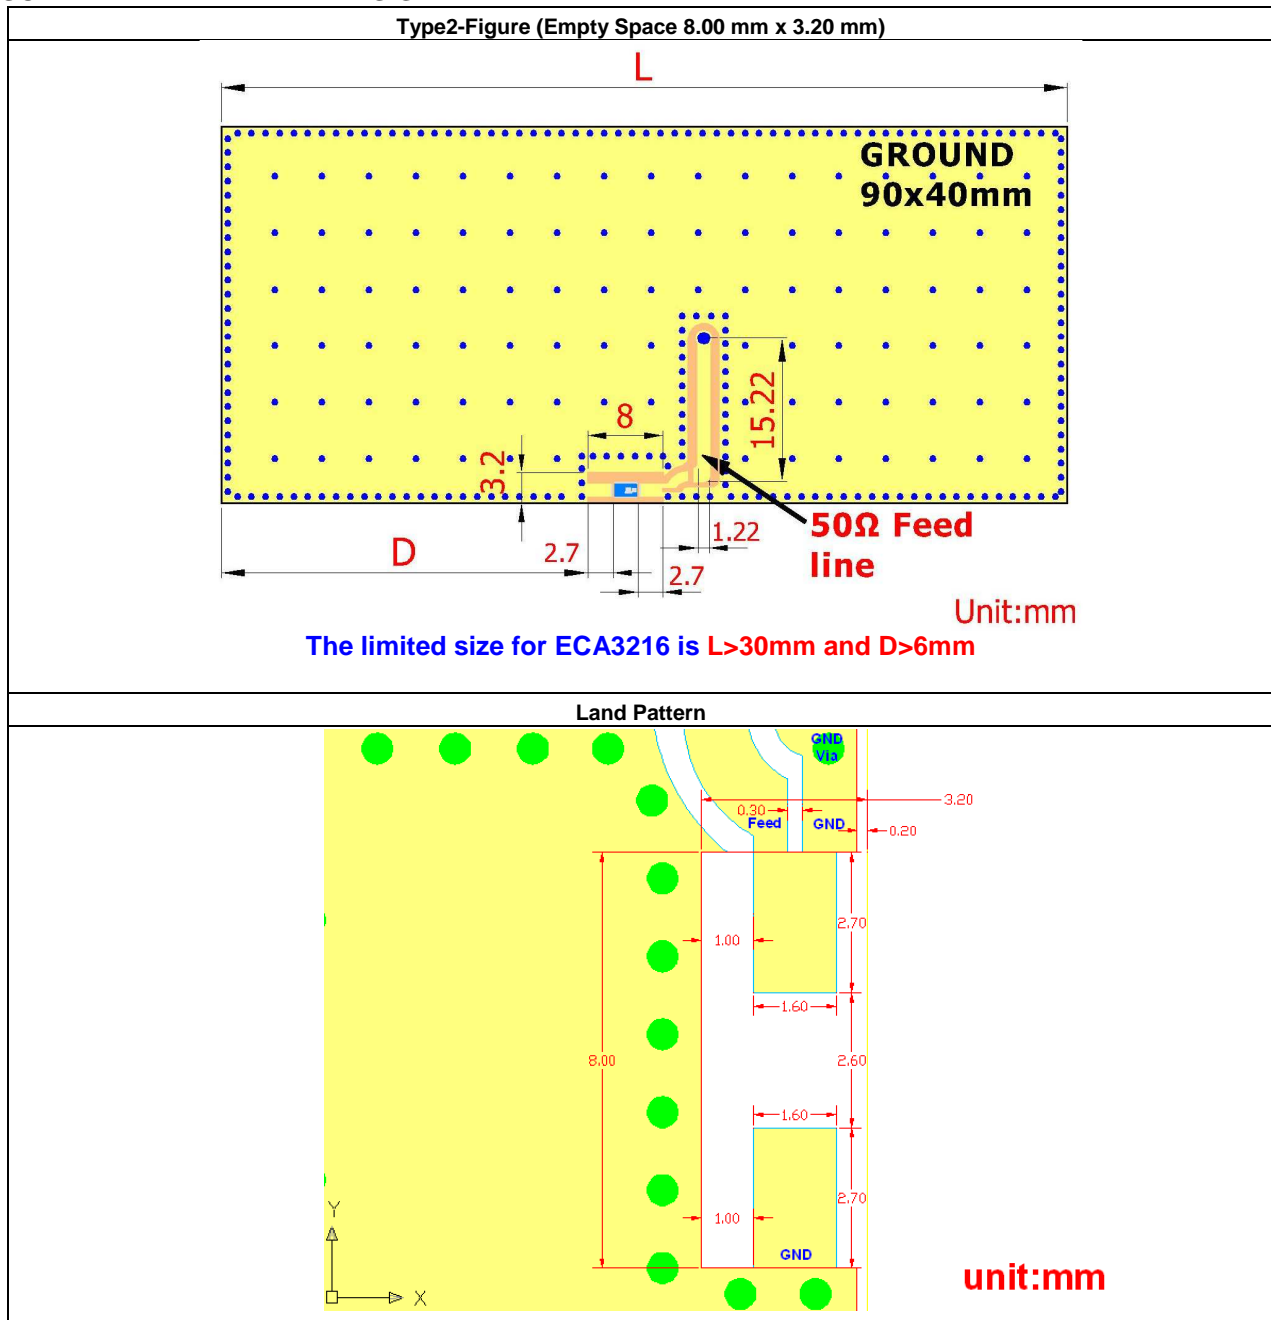 Type2-Figure (Empty Space 8.00 mm x 3.20 mm)
L
GROUND
90x40mm
8
3.2
15.22
50Ω Feed
line
1.22
D
2.7
2.7
Unit:mm
The limited size for ECA3216 is L>30mm and D>6mm
Land Pattern
GND
Via
3.20
0.30
Feed
GND
0.20
2.70
1.00
1.60
8.00
2.60
1.60
2.70
1.00
GND
Y
X
unit:mm